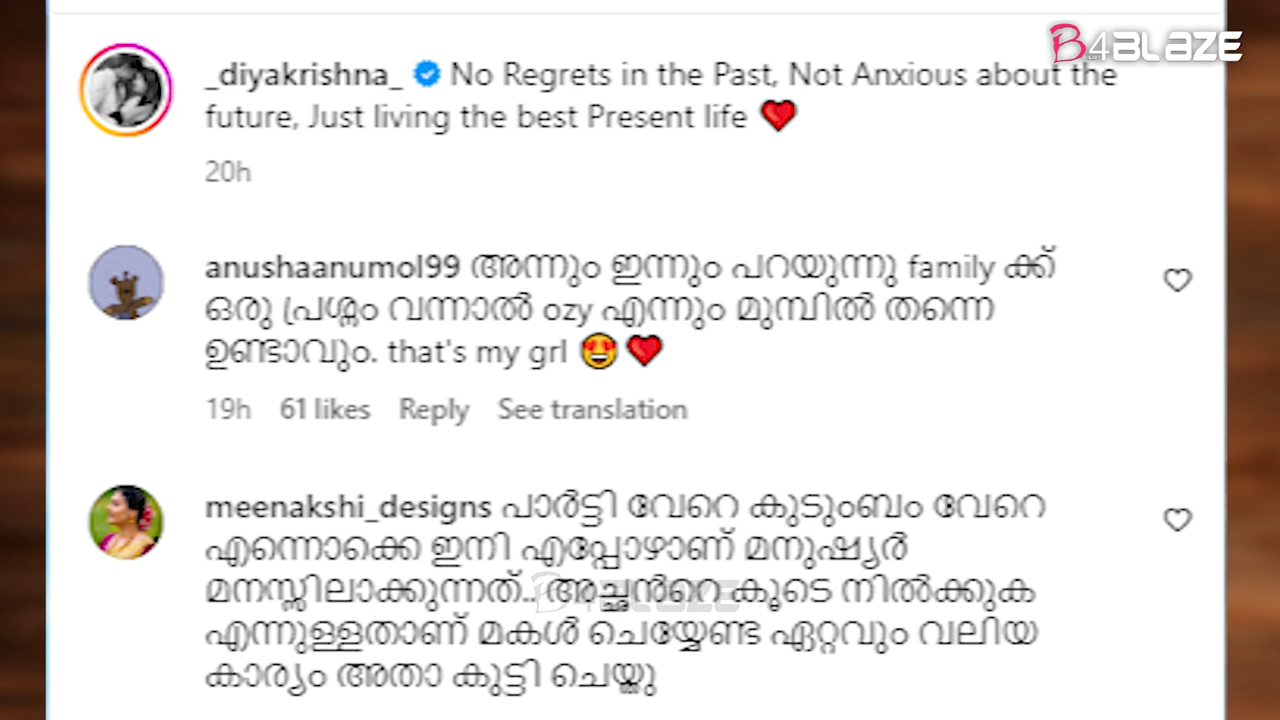 B4BLAZE
_diyakrishna_ No Regrets in the Past, Not Anxious about the
future, Just living the best Present life ❤️
20h
anushaanumol99 അന്നും ഇന്നും പറയുന്നു family ക്ക്
ഒരു പ്രശ്നം വന്നാൽ ozy എന്നും മുമ്പിൽ തന്നെ
ഉണ്ടാവും. that's my grl 😍❤️
19h 61 likes Reply See translation
meenakshi_designs പാർട്ടി വേറെ കുടുംബം വേറെ
എന്നൊക്കെ ഇനി എപ്പോഴാണ് മനുഷ്യർ
മനസ്സിലാക്കുന്നത്.. അച്ഛൻറെ കൂടെ നിൽക്കുക
B4BLAZE
എന്നുള്ളതാണ് മകൾ ചെയ്യേണ്ട ഏറ്റവും വലിയ
കാര്യം അതാ കുട്ടി ചെയ്തു